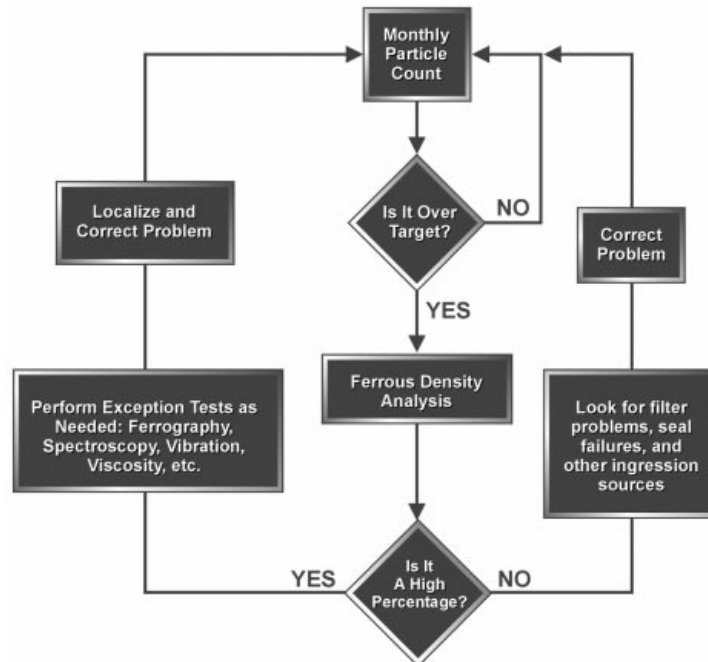 Monthly
Particle
Count
Is It Over
Target?
NO
YES
Localize and
Correct Problem
Correct
Problem
Ferrous Density
Analysis
Perform Exception Tests as
Needed: Ferrography,
Spectroscopy, Vibration,
Viscosity, etc.
Look for filter
problems, seal
failures, and
other ingression
sources
Is It
A High
Percentage?
YES
NO